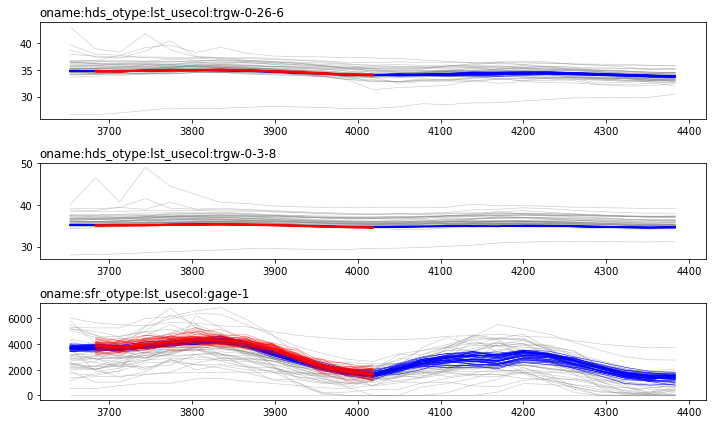 oname:hds_otype:lst_usecol:trgw-0-26-6
40
35
30
3700 3800 3900 4000 4100 4200 4300 4400
oname:hds_otype:lst_usecol:trgw-0-3-8
50
40
30
3700 3800 3900 4000 4100 4200 4300 4400
oname:sfr_otype:lst_usecol:gage-1
6000
4000
2000
0
3700 3800 3900 4000 4100 4200 4300 4400